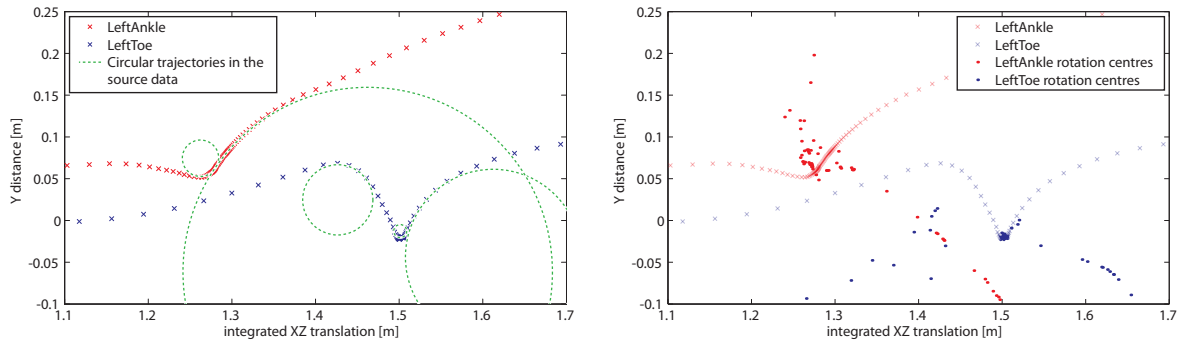 0.25
0.2
0.15
0.1
0.05
0
-0.05
-0.1
Y distance [m]
LeftAnkle
LeftToe
Circular trajectories in the
source data
1.1
1.2
1.3
1.4
1.5
1.6
1.7
integrated XZ translation [m]
0.25
0.2
0.15
0.1
0.05
0
-0.05
-0.1
Y distance [m]
LeftAnkle
LeftToe
LeftAnkle rotation centres
LeftToe rotation centres
1.1
1.2
1.3
1.4
1.5
1.6
1.7
integrated XZ translation [m]